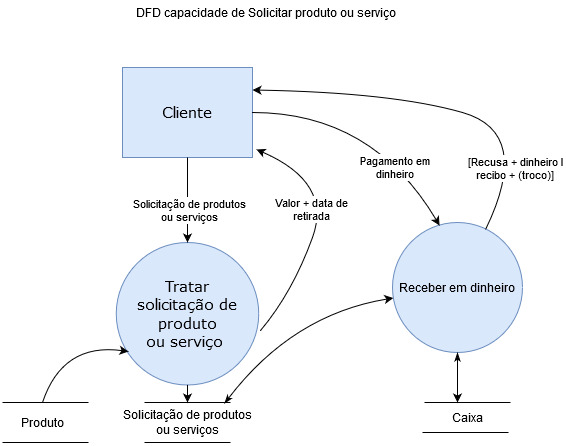 DFD capacidade de Solicitar produto ou serviço
Cliente
Pagamento em
dinheiro
[Recusa + dinheiro l
recibo + (troco)]
Solicitação de produtos
ou serviços
Valor + data de
retirada
Tratar
solicitação de
produto
ou serviço
Receber em dinheiro
Produto
Solicitação de produtos
ou serviços
Caixa